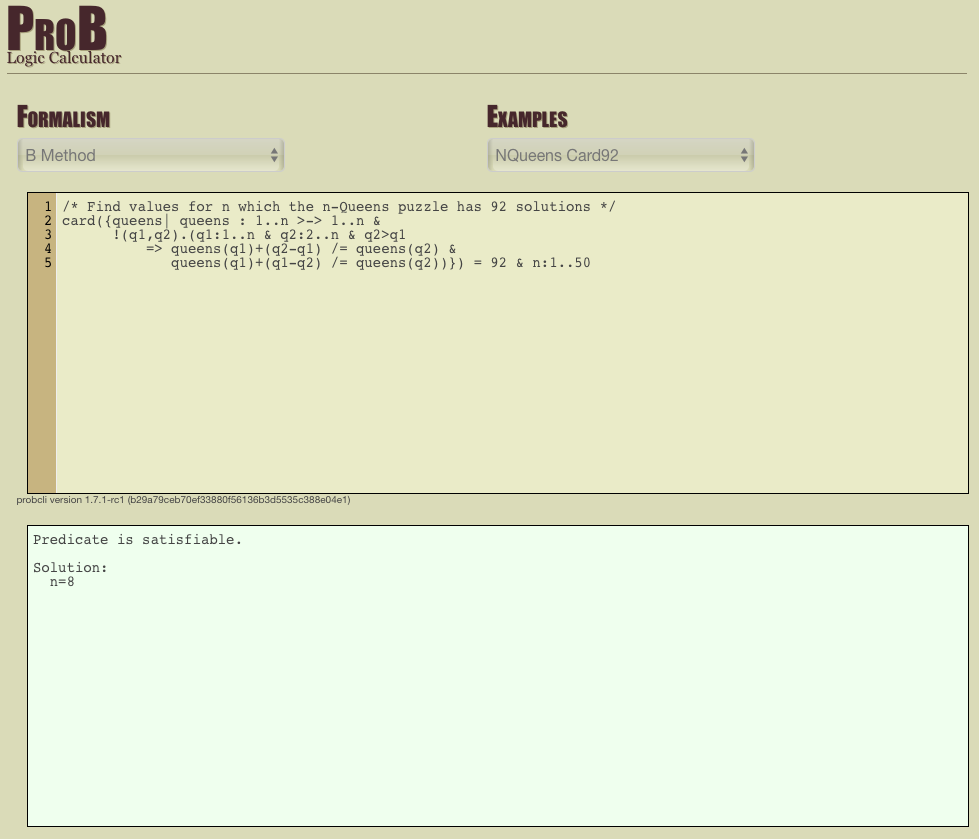 ProB
Logic Calculator
Formalism
Examples
B Method
NQueens Card92
1 /* Find values for n which the n-Queens puzzle has 92 solutions */
2 card({queens| queens : 1..n >-> 1..n &
3       !(q1,q2).(q1:1..n & q2:2..n & q2>q1
4           => queens(q1)+(q2-q1) /= queens(q2) &
5              queens(q1)+(q1-q2) /= queens(q2))}) = 92 & n:1..50
probcli version 1.7.1-rc1 (b29a79ceb70ef33880f56136b3d5535c388e04e1)
Predicate is satisfiable.
Solution:
  n=8